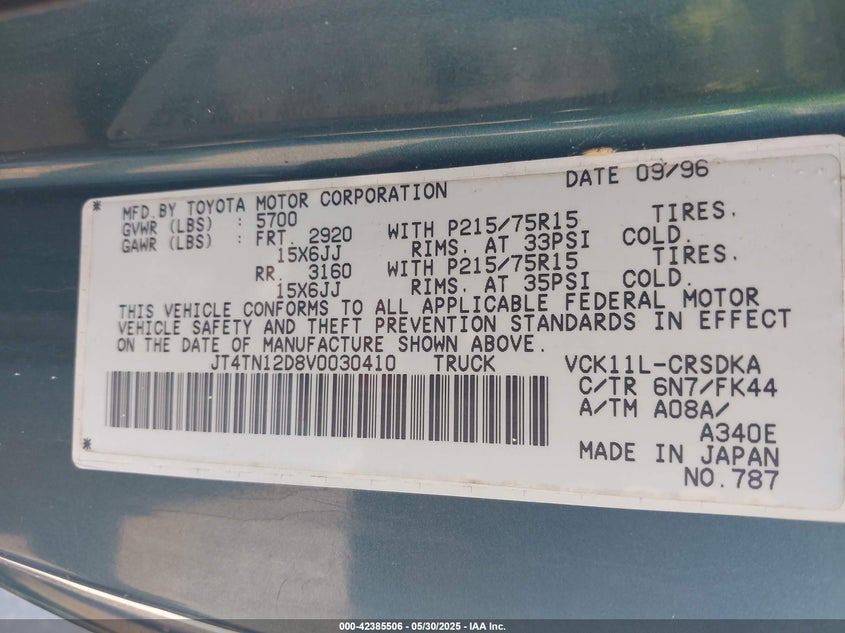 * DATE 09/96
MFD.BY TOYOTA MOTOR CORPORATION
GVWR (LBS) : 5700
GAWR (LBS) : FRT. 2920 WITH P215/75R15 TIRES.
15X6JJ RIMS. AT 33PSI COLD.
RR. 3160 WITH P215/75R15 TIRES.
15X6JJ RIMS. AT 35PSI COLD.
THIS VEHICLE CONFORMS TO ALL APPLICABLE FEDERAL MOTOR
VEHICLE SAFETY AND THEFT PREVENTION STANDARDS IN EFFECT
ON THE DATE OF MANUFACTURE SHOWN ABOVE.
JT4TN12D8V0030410 TRUCK VCK11L-CRSDKA
C/TR 6N7/FK44
A/TM A08A/
A340E
* MADE IN JAPAN
NO.787
000-42385506 - 05/30/2025 - IAA Inc.